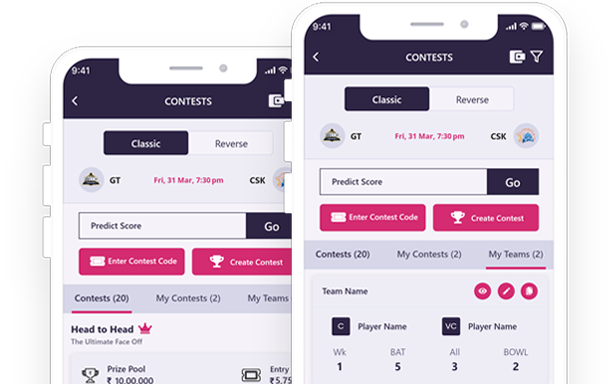 9:41
CONTESTS
Classic Reverse
GT Fri, 31 Mar, 7:30 pm CSK
Predict Score Go
Enter Contest Code Create Contest
Contests (20) My Contests (2) My Teams
Head to Head
The Ultimate Face Off
Prize Pool Entry
₹ 10,00,000 ₹5,75
9:41
CONTESTS
Classic Reverse
GT Fri, 31 Mar, 7:30 pm CSK
Predict Score Go
Enter Contest Code Create Contest
Contests (20) My Contests (2) My Teams (2)
Team Name
C Player Name VC Player Name
Wk BAT All BOWL
1 5 3 2